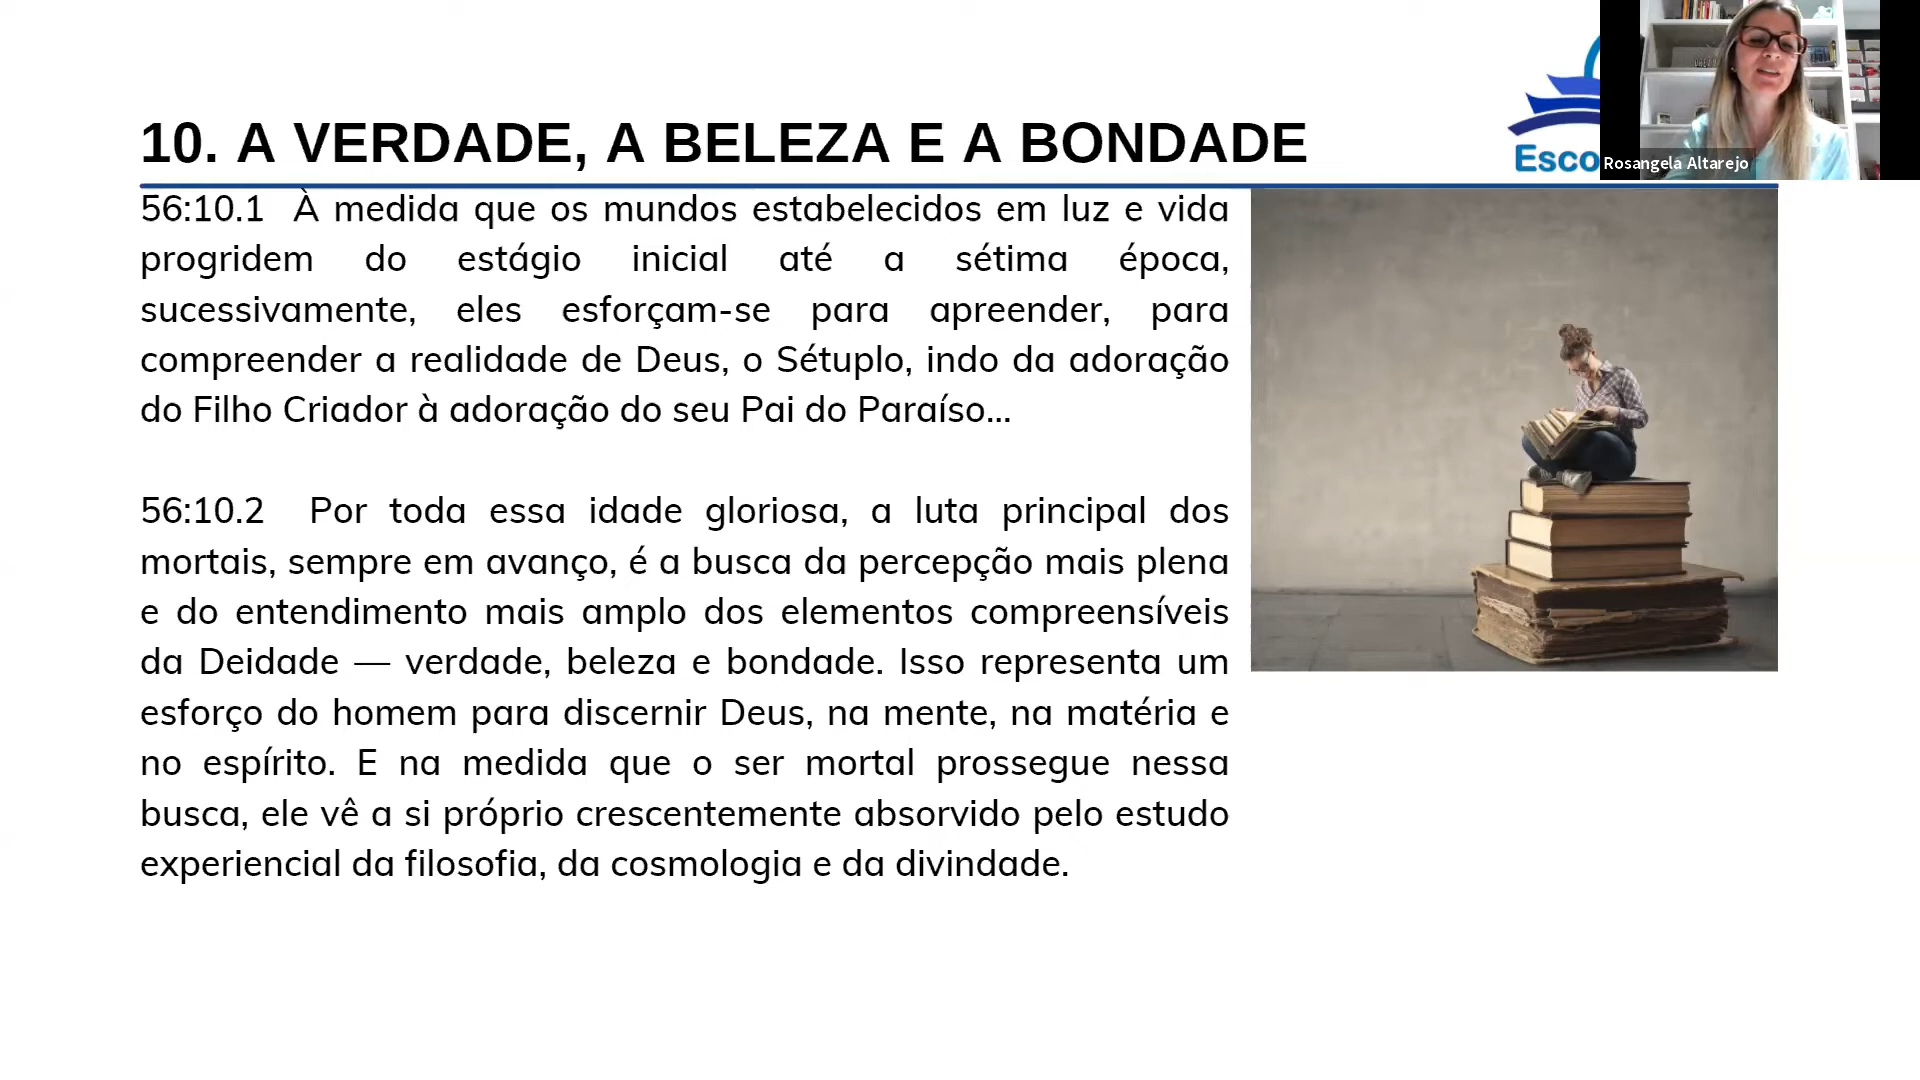 10. A VERDADE, A BELEZA E A BONDADE
Esco
Rosangela Altarejo
56:10.1 À medida que os mundos estabelecidos em luz e vida
progridem do estágio inicial até a sétima época,
sucessivamente, eles esforçam-se para apreender, para
compreender a realidade de Deus, o Sétuplo, indo da adoração
do Filho Criador à adoração do seu Pai do Paraíso...
56:10.2 Por toda essa idade gloriosa, a luta principal dos
mortais, sempre em avanço, é a busca da percepção mais plena
e do entendimento mais amplo dos elementos compreensíveis
da Deidade — verdade, beleza e bondade. Isso representa um
esforço do homem para discernir Deus, na mente, na matéria e
no espírito. E na medida que o ser mortal prossegue nessa
busca, ele vê a si próprio crescentemente absorvido pelo estudo
experiencial da filosofia, da cosmologia e da divindade.